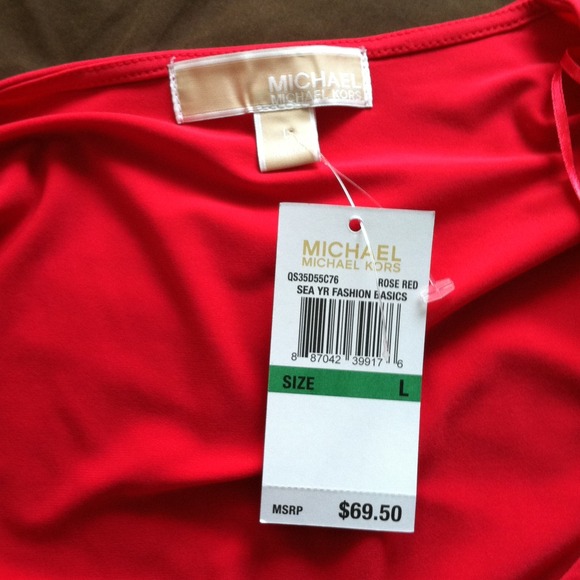 MICHAEL
MICHAEL KORS
MICHAEL
MICHAEL KORS
QS35D55C76 ROSE RED
SEA YR FASHION BASICS
8 87042 39917 6
SIZE L
MSRP $69.50